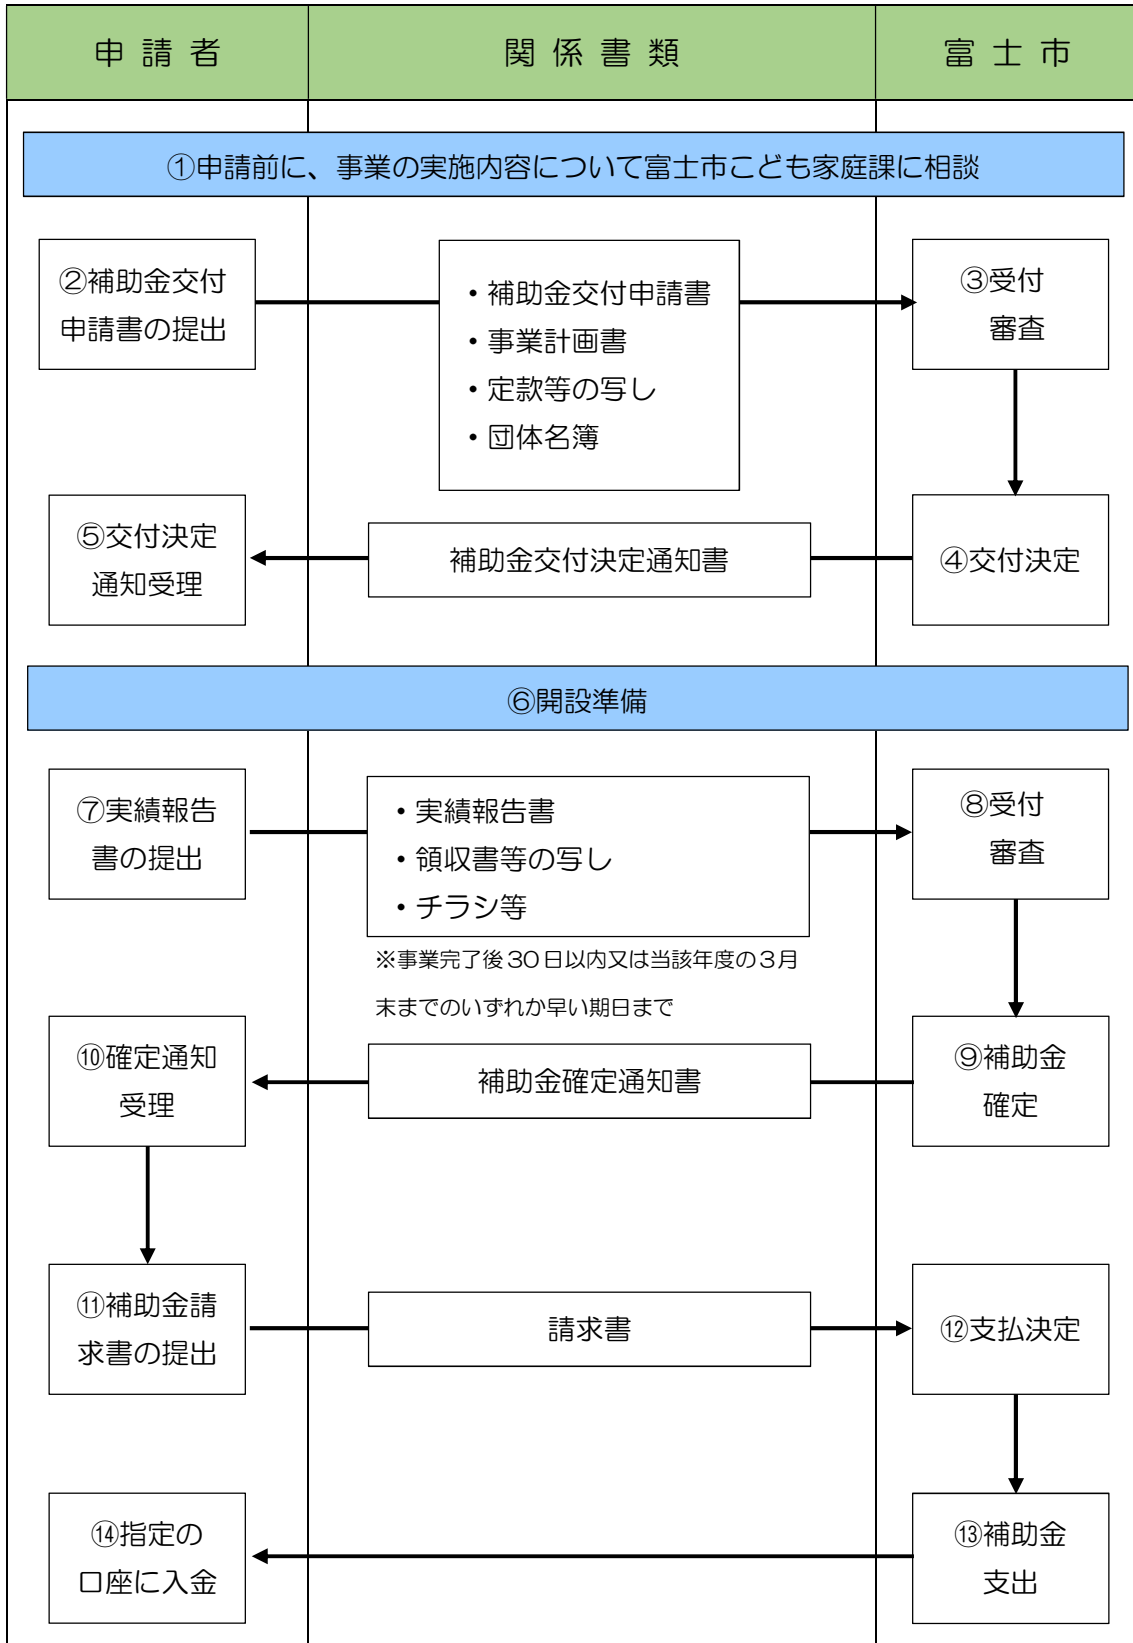 申請者
関係書類
富士市
①申請前に、事業の実施内容について富士市こども家庭課に相談
②補助金交付
申請書の提出
・補助金交付申請書
・事業計画書
・定款等の写し
・団体名簿
③受付
審査
⑤交付決定
通知受理
補助金交付決定通知書
④交付決定
⑥開設準備
⑦実績報告
書の提出
・実績報告書
・領収書等の写し
・チラシ等
⑧受付
審査
※事業完了後30日以内又は当該年度の3月
末までのいずれか早い期日まで
⑩確定通知
受理
補助金確定通知書
⑨補助金
確定
⑪補助金請
求書の提出
請求書
⑫支払決定
⑭指定の
口座に入金
⑬補助金
支出